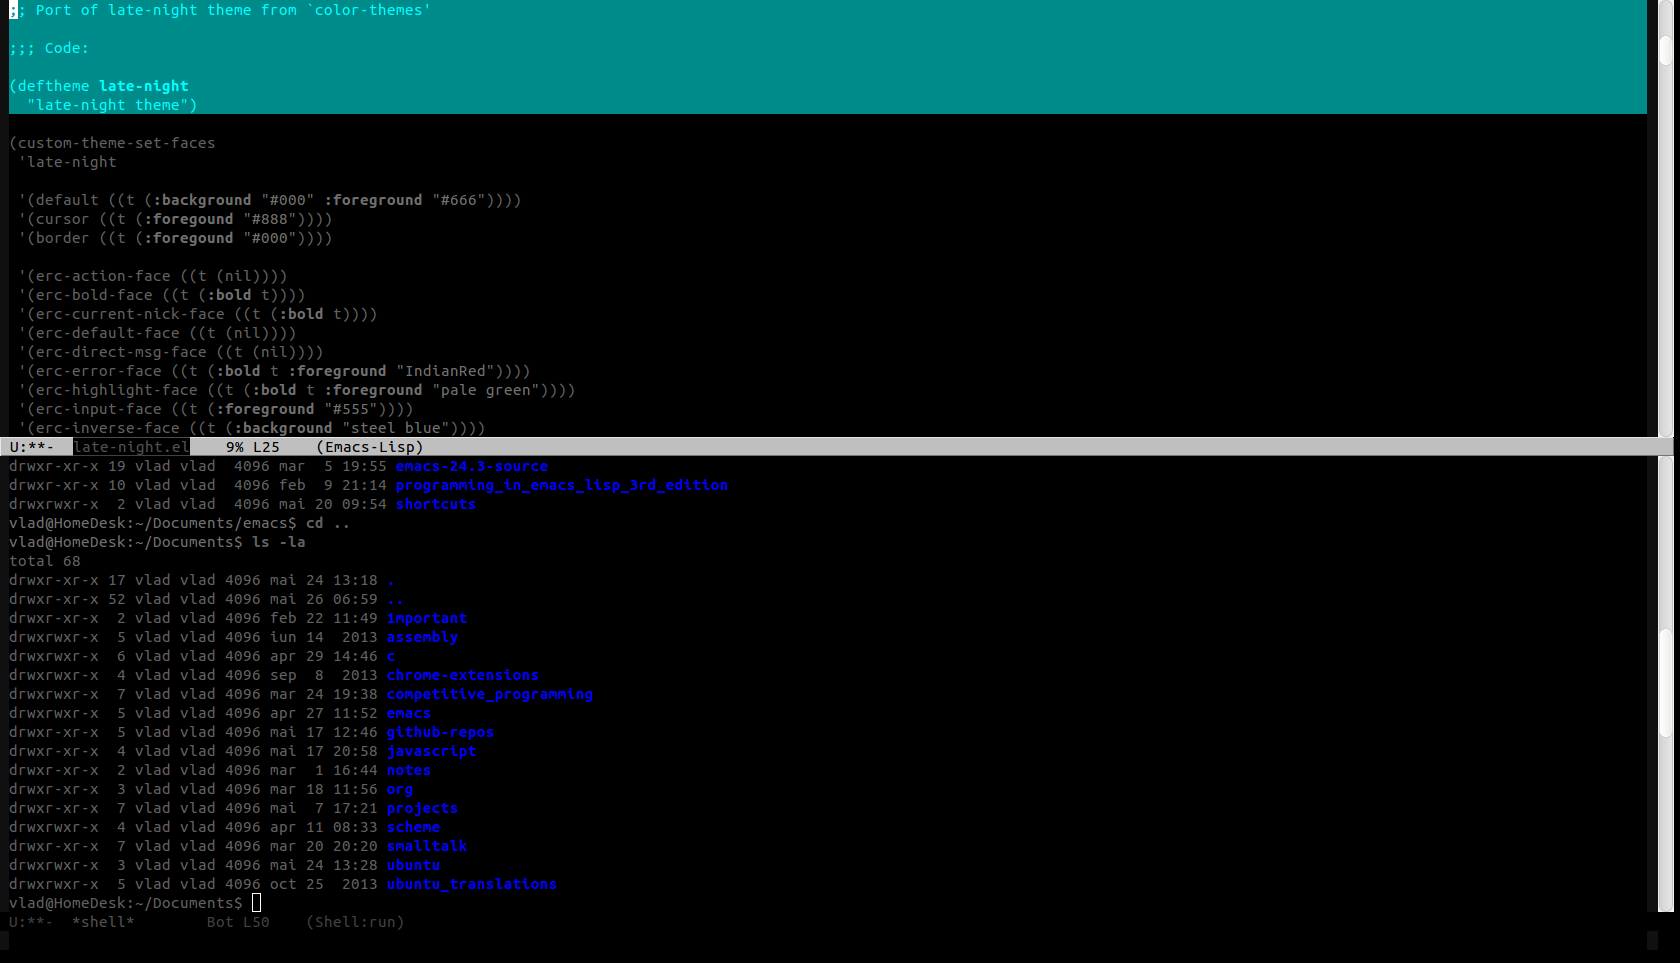 ;; Port of late-night theme from `color-themes'
;;; Code:
(deftheme late-night
  "late-night theme")
(custom-theme-set-faces
 'late-night
 '(default ((t (:background "#000" :foreground "#666"))))
 '(cursor ((t (:foregound "#888"))))
 '(border ((t (:foregound "#000"))))
 '(erc-action-face ((t (nil))))
 '(erc-bold-face ((t (:bold t))))
 '(erc-current-nick-face ((t (:bold t))))
 '(erc-default-face ((t (nil))))
 '(erc-direct-msg-face ((t (nil))))
 '(erc-error-face ((t (:bold t :foreground "IndianRed"))))
 '(erc-highlight-face ((t (:bold t :foreground "pale green"))))
 '(erc-input-face ((t (:foreground "#555"))))
 '(erc-inverse-face ((t (:background "steel blue"))))
U:**-  late-night.el    9% L25    (Emacs-Lisp)
drwxr-xr-x 19 vlad vlad  4096 mar  5 19:55 emacs-24.3-source
drwxr-xr-x 10 vlad vlad  4096 feb  9 21:14 programming_in_emacs_lisp_3rd_edition
drwxrwxr-x  2 vlad vlad  4096 mai 20 09:54 shortcuts
vlad@HomeDesk:~/Documents/emacs$ cd ..
vlad@HomeDesk:~/Documents$ ls -la
total 68
drwxr-xr-x 17 vlad vlad 4096 mai 24 13:18 .
drwxr-xr-x 52 vlad vlad 4096 mai 26 06:59 ..
drwxr-xr-x  2 vlad vlad 4096 feb 22 11:49 1mportant
drwxrwxr-x  5 vlad vlad 4096 iun 14  2013 assembly
drwxrwxr-x  6 vlad vlad 4096 apr 29 14:46 c
drwxrwxr-x  4 vlad vlad 4096 sep  8  2013 chrome-extensions
drwxrwxr-x  7 vlad vlad 4096 mar 24 19:38 competitive_programming
drwxrwxr-x  5 vlad vlad 4096 apr 27 11:52 emacs
drwxrwxr-x  5 vlad vlad 4096 mai 17 12:46 github-repos
drwxrwxr-x  4 vlad vlad 4096 mai 17 20:58 javascript
drwxr-xr-x  2 vlad vlad 4096 mar  1 16:44 notes
drwxr-xr-x  3 vlad vlad 4096 mar 18 11:56 org
drwxr-xr-x  7 vlad vlad 4096 mai  7 17:21 projects
drwxrwxr-x  4 vlad vlad 4096 apr 11 08:33 scheme
drwxr-xr-x  7 vlad vlad 4096 mar 20 20:20 smalltalk
drwxrwxr-x  3 vlad vlad 4096 mai 24 13:28 ubuntu
drwxrwxr-x  5 vlad vlad 4096 oct 25  2013 ubuntu_translations
vlad@HomeDesk:~/Documents$
U:**-  *shell*        Bot L50    (Shell:run)